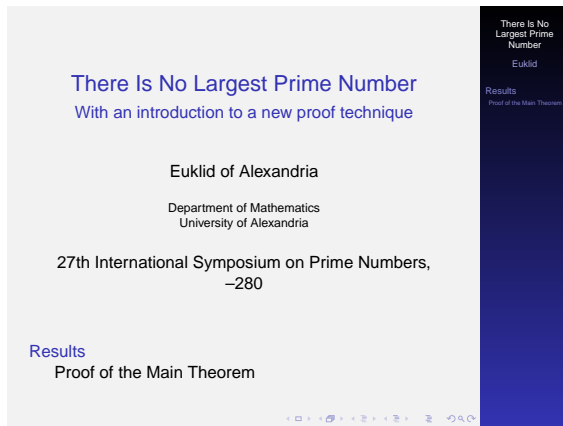 There Is No Largest Prime Number
With an introduction to a new proof technique
Euklid of Alexandria
Department of Mathematics
University of Alexandria
27th International Symposium on Prime Numbers,
–280
Results
Proof of the Main Theorem
There Is No
Largest Prime
Number
Euklid
Results
Proof of the Main Theorem